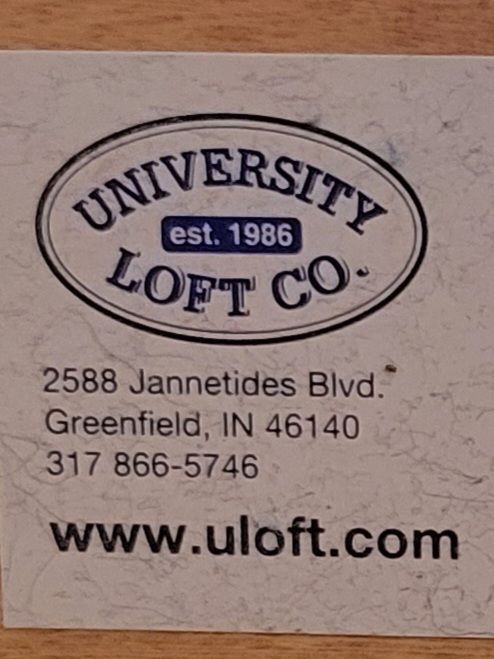 UNIVERSITY
est. 1986
LOFT CO.
2588 Jannetides Blvd.
Greenfield, IN 46140
317 866-5746
www.uloft.com